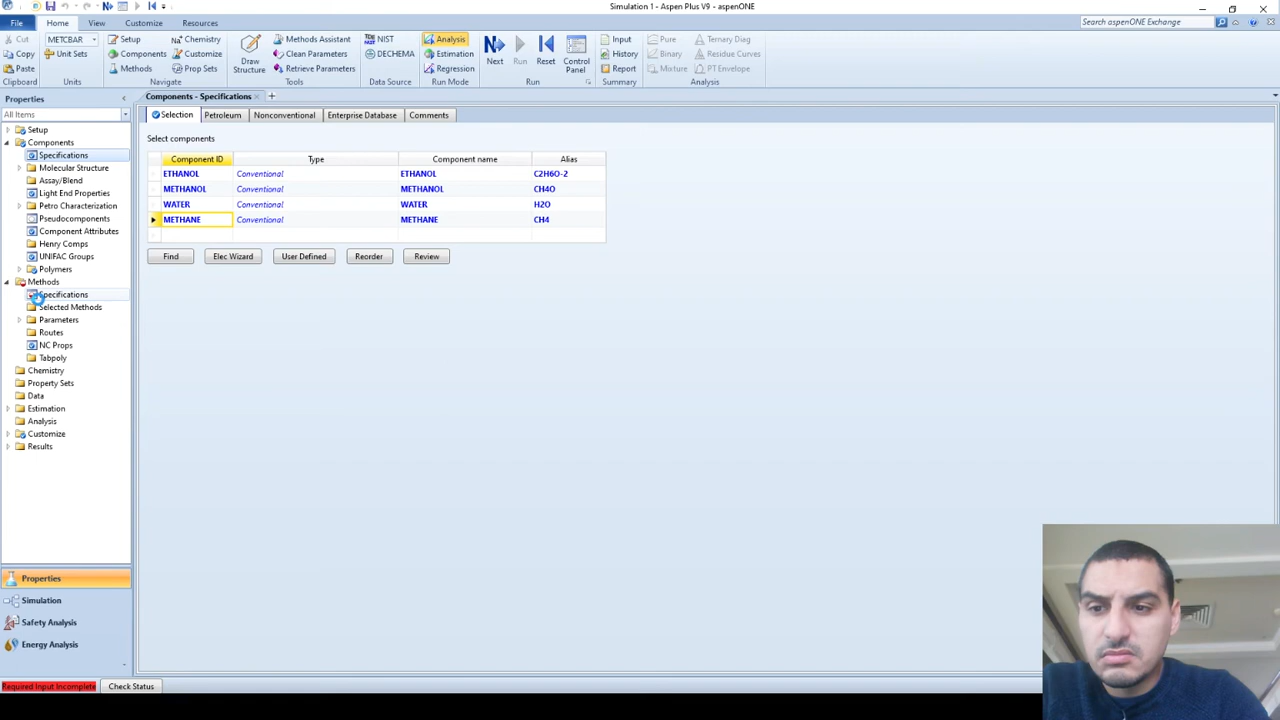 Simulation 1 - Aspen Plus V9 - aspenONE
File Home View Customize Resources Search aspenONE Exchange
Cut METCBAR Setup Chemistry Methods Assistant NIST Analysis Input Pure Ternary Diag
Copy Unit Sets Components Customize Clean Parameters DECHEMA Estimation History Binary Residue Curves
Paste Methods Prop Sets Draw Structure Retrieve Parameters Regression Next Run Reset Control Panel Report Mixture PT Envelope
Clipboard Units Navigate Tools Data Source Run Mode Run Summary Analysis
Properties
All Items
Setup
Components
Specifications
Molecular Structure
Assay/Blend
Light End Properties
Petro Characterization
Pseudocomponents
Component Attributes
Henry Comps
UNIFAC Groups
Polymers
Methods
Specifications
Selected Methods
Parameters
Routes
NC Props
Tabpoly
Chemistry
Property Sets
Data
Estimation
Analysis
Customize
Results
Properties
Simulation
Safety Analysis
Energy Analysis
Components - Specifications
Selection Petroleum Nonconventional Enterprise Database Comments
Select components
Component ID Type Component name Alias
ETHANOL Conventional ETHANOL C2H6O-2
METHANOL Conventional METHANOL CH4O
WATER Conventional WATER H2O
METHANE Conventional METHANE CH4
Find Elec Wizard User Defined Reorder Review
Required Input Incomplete Check Status